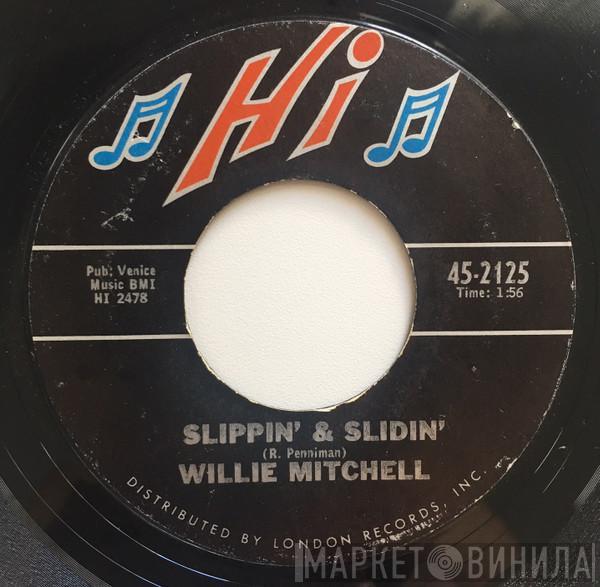 Hi
Pub: Venice
Music BMI
HI 2478
45-2125
Time: 1:56
SLIPPIN' & SLIDIN'
(R. Penniman)
WILLIE MITCHELL
DISTRIBUTED BY LONDON RECORDS, INC.
МАРКЕТ ВИНИЛА